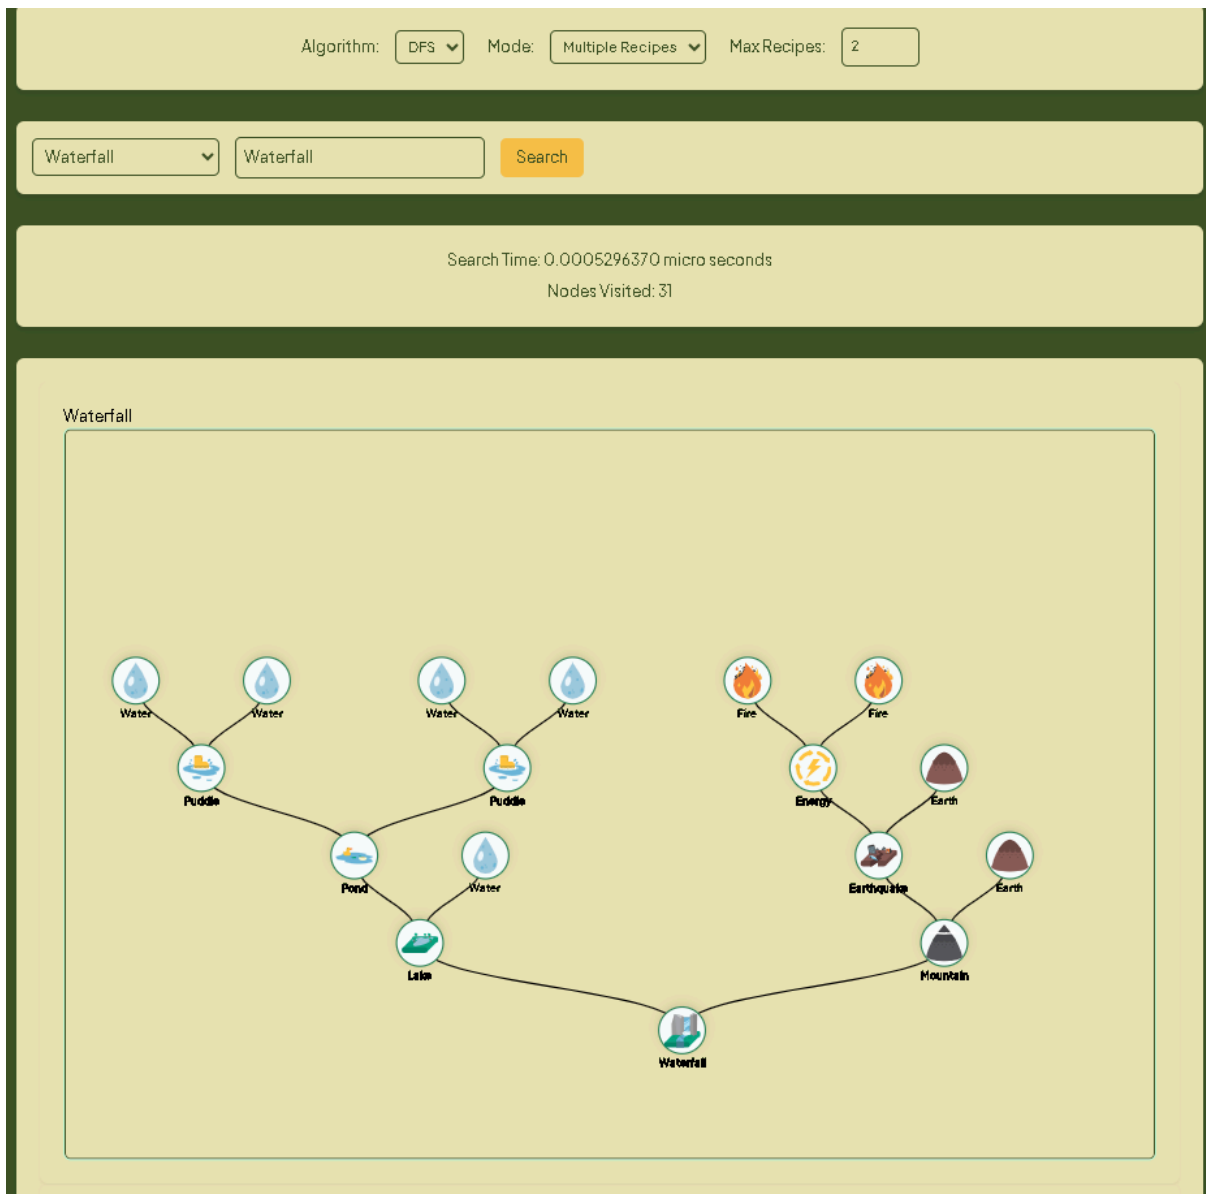 Algorithm: DFS Mode: Multiple Recipes Max Recipes: 2
Waterfall Waterfall Search
Search Time: 0.0005296370 micro seconds
Nodes Visited: 31
Waterfall
Water Water Water Water Fire Fire
Puddle Puddle Energy Earth
Pond Water Earthquake Earth
Lake Mountain
Waterfall